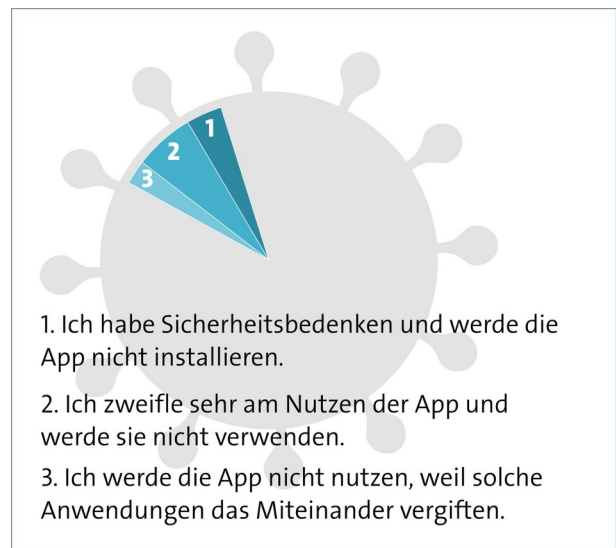 1
2
3
1. Ich habe Sicherheitsbedenken und werde die
App nicht installieren.
2. Ich zweifle sehr am Nutzen der App und
werde sie nicht verwenden.
3. Ich werde die App nicht nutzen, weil solche
Anwendungen das Miteinander vergiften.